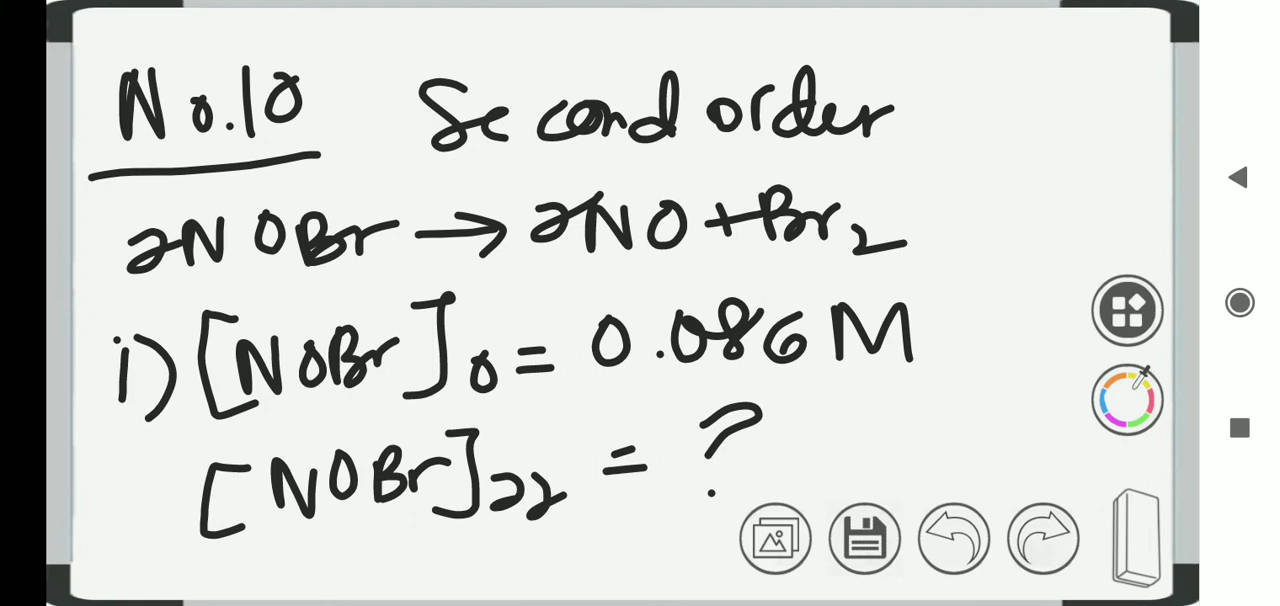 No.10 Second order
2NOBr → 2NO + Br₂
i) [NOBr]₀ = 0.086 M
[NOBr]₂₂ = ?